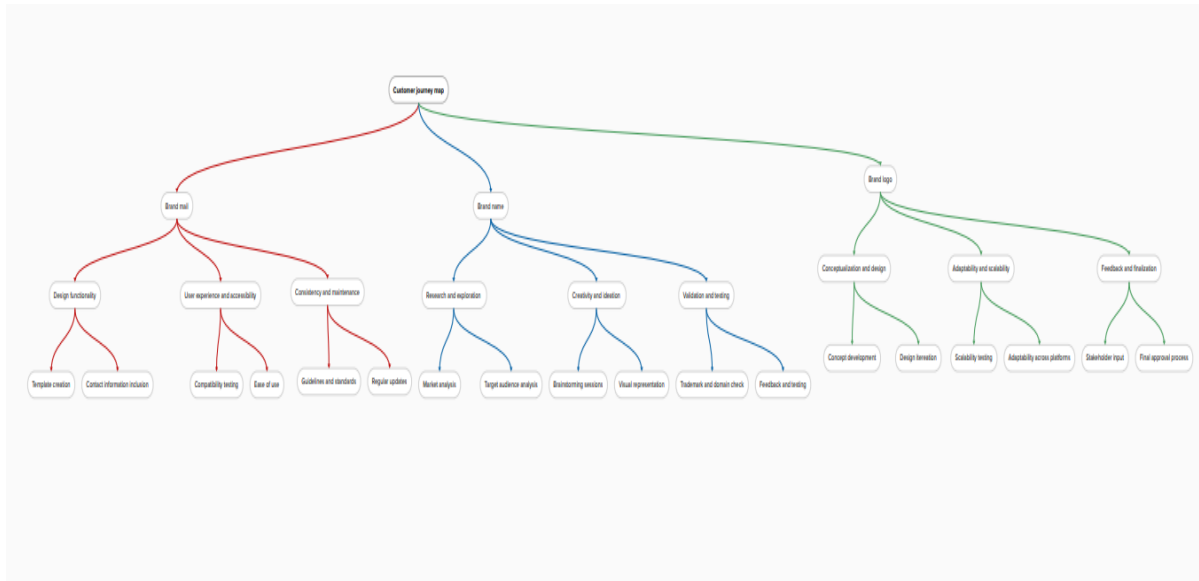 Customer journey map
Brand mail
Brand name
Brand logo
Design functionality
User experience and accessibility
Consistency and maintenance
Research and exploration
Creativity and ideation
Validation and testing
Conceptualization and design
Adaptability and scalability
Feedback and finalization
Template creation
Contact information inclusion
Compatibility testing
Ease of use
Guidelines and standards
Regular updates
Market analysis
Target audience analysis
Brainstorming sessions
Visual representation
Trademark and domain check
Feedback and testing
Concept development
Design itereation
Scalability testing
Adaptability across platforms
Stakeholder input
Final approval process